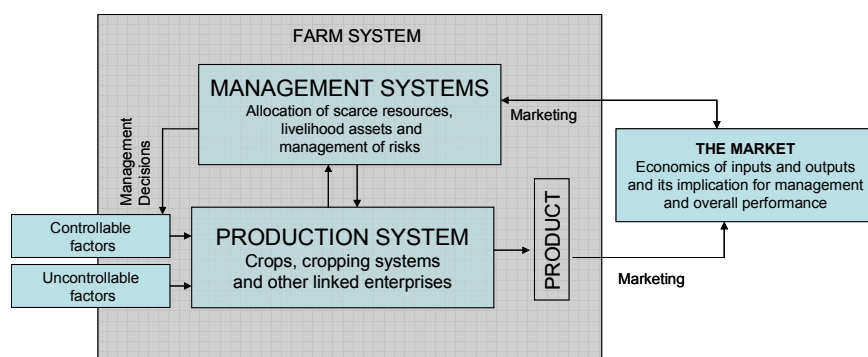 FARM SYSTEM
MANAGEMENT SYSTEMS
Allocation of scarce resources,
livelihood assets and
management of risks
Marketing
THE MARKET
Economics of inputs and outputs
and its implication for management
and overall performance
Management
Decisions
Controllable
factors
Uncontrollable
factors
PRODUCTION SYSTEM
Crops, cropping systems
and other linked enterprises
PRODUCT
Marketing